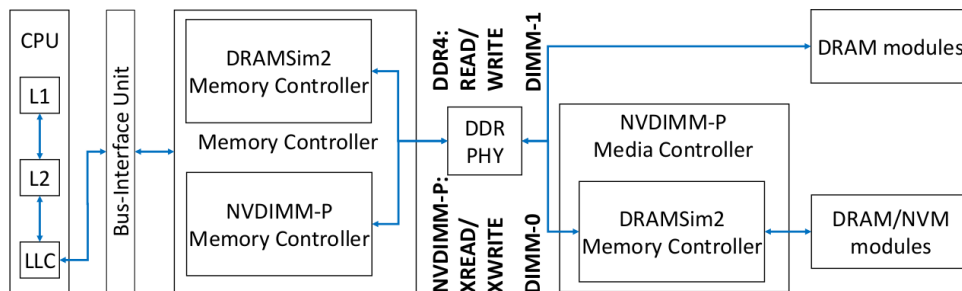 CPU
L1
L2
LLC
Bus-Interface Unit
DRAMSim2
Memory Controller
Memory Controller
NVDIMM-P
Memory Controller
DDR4:
READ/
WRITE
DIMM-1
DDR
PHY
NVDIMM-P:
XREAD/
XWRITE
DIMM-0
NVDIMM-P
Media Controller
DRAMSim2
Memory Controller
DRAM modules
DRAM/NVM
modules